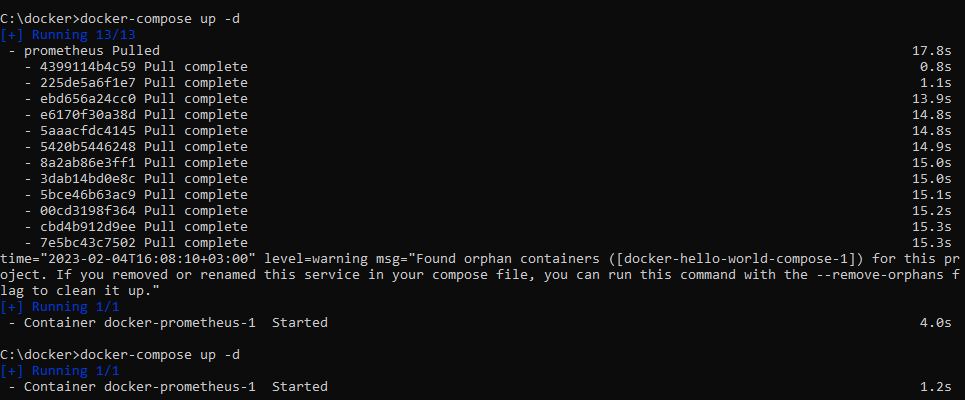 C:\docker>docker-compose up -d
[+] Running 13/13
- prometheus Pulled 17.8s
- 4399114b4c59 Pull complete 0.8s
- 225de5a6f1e7 Pull complete 1.1s
- ebd656a24cc0 Pull complete 13.9s
- e6170f30a38d Pull complete 14.8s
- 5aaacfdc4145 Pull complete 14.8s
- 5420b5446248 Pull complete 14.9s
- 8a2ab86e3ff1 Pull complete 15.0s
- 3dab14bd0e8c Pull complete 15.0s
- 5bce46b63ac9 Pull complete 15.1s
- 00cd3198f364 Pull complete 15.2s
- cbd4b912d9ee Pull complete 15.3s
- 7e5bc43c7502 Pull complete 15.3s
time="2023-02-04T16:08:10+03:00" level=warning msg="Found orphan containers ([docker-hello-world-compose-1]) for this pr
oject. If you removed or renamed this service in your compose file, you can run this command with the --remove-orphans f
lag to clean it up."
[+] Running 1/1
- Container docker-prometheus-1  Started 4.0s
C:\docker>docker-compose up -d
[+] Running 1/1
- Container docker-prometheus-1  Started 1.2s